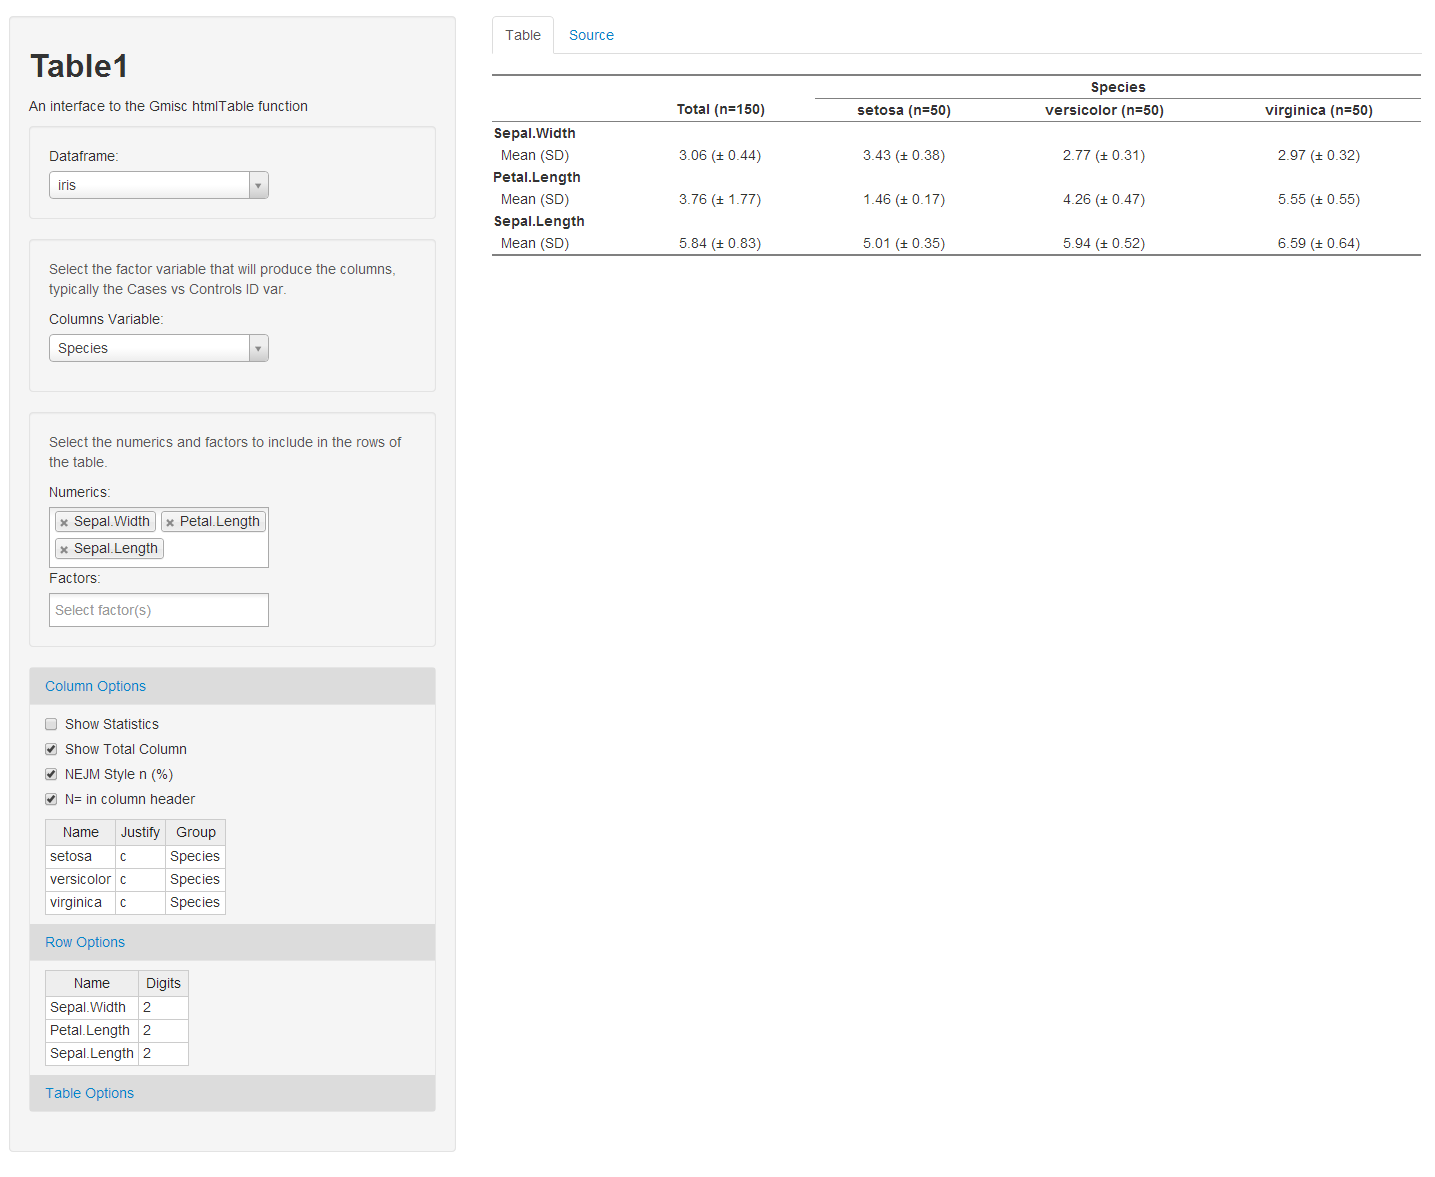 Table1
An interface to the Gmisc htmlTable function
Dataframe:
iris
Select the factor variable that will produce the columns,
typically the Cases vs Controls ID var.
Columns Variable:
Species
Select the numerics and factors to include in the rows of
the table.
Numerics:
Sepal.Width Petal.Length
Sepal.Length
Factors:
Select factor(s)
Column Options
Show Statistics
Show Total Column
NEJM Style n (%)
N= in column header
Name Justify Group
setosa c Species
versicolor c Species
virginica c Species
Row Options
Name Digits
Sepal.Width 2
Petal.Length 2
Sepal.Length 2
Table Options
Table Source
Species
Total (n=150) setosa (n=50) versicolor (n=50) virginica (n=50)
Sepal.Width
Mean (SD) 3.06 (± 0.44) 3.43 (± 0.38) 2.77 (± 0.31) 2.97 (± 0.32)
Petal.Length
Mean (SD) 3.76 (± 1.77) 1.46 (± 0.17) 4.26 (± 0.47) 5.55 (± 0.55)
Sepal.Length
Mean (SD) 5.84 (± 0.83) 5.01 (± 0.35) 5.94 (± 0.52) 6.59 (± 0.64)